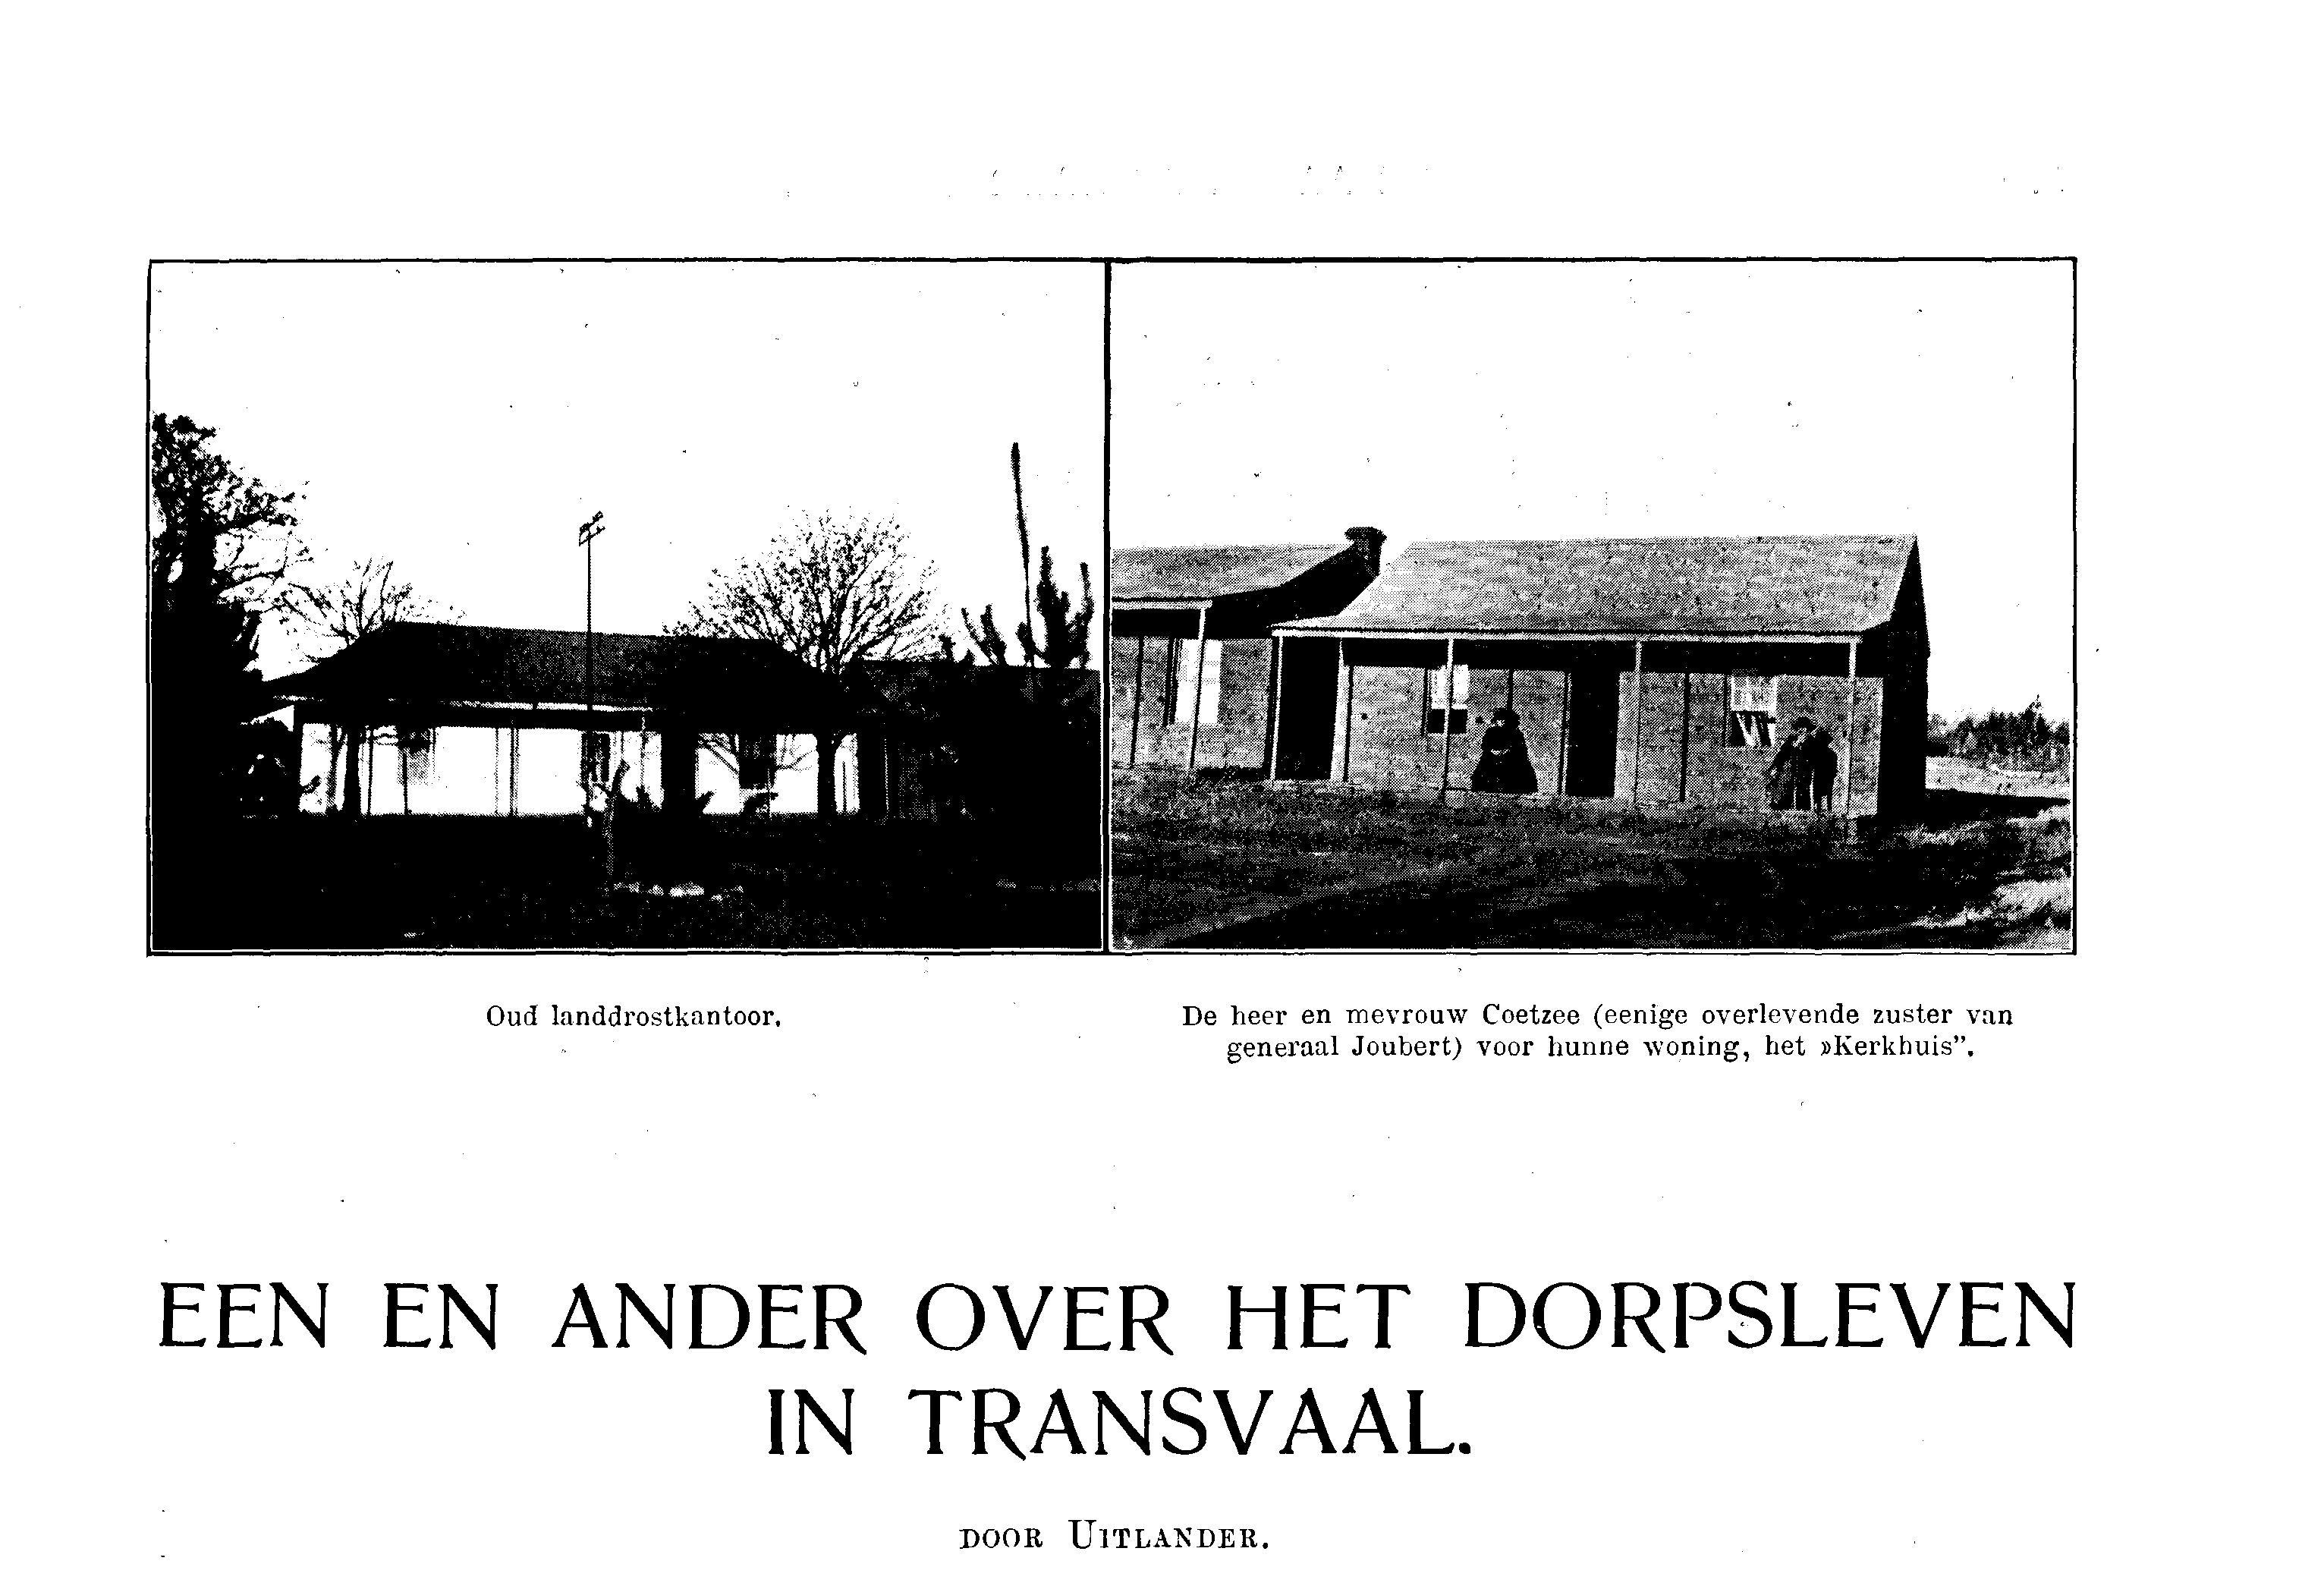 Oud landdrostkantoor.
De heer en mevrouw Coetzee (eenige overlevende zuster van
generaal Joubert) voor hunne woning, het »Kerkhuis”.
EEN EN ANDER OVER HET DORPSLEVEN
IN TRANSVAAL.
DOOR UITLANDER.